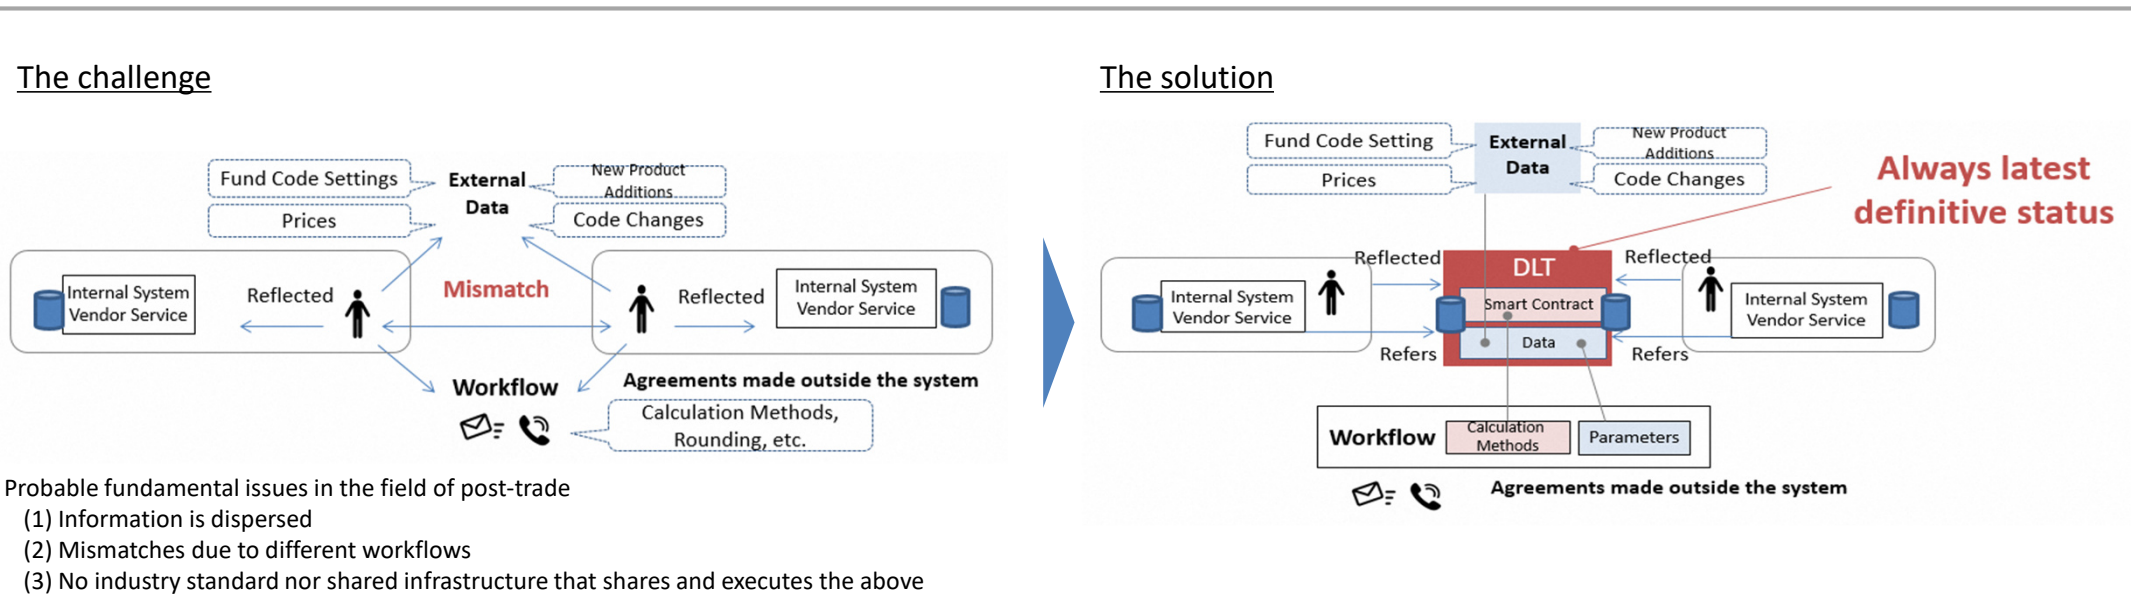 The challenge
Fund Code Settings
Prices
External
Data
New Product
Additions
Code Changes
Internal System
Vendor Service
Reflected
Mismatch
Reflected
Internal System
Vendor Service
Workflow
Agreements made outside the system
Calculation Methods,
Rounding, etc.
Probable fundamental issues in the field of post-trade
(1) Information is dispersed
(2) Mismatches due to different workflows
(3) No industry standard nor shared infrastructure that shares and executes the above
The solution
Fund Code Setting
Prices
External
Data
New Product
Additions
Code Changes
Always latest
definitive status
Internal System
Vendor Service
Reflected
Refers
DLT
Smart Contract
Data
Reflected
Refers
Internal System
Vendor Service
Workflow
Calculation
Methods
Parameters
Agreements made outside the system